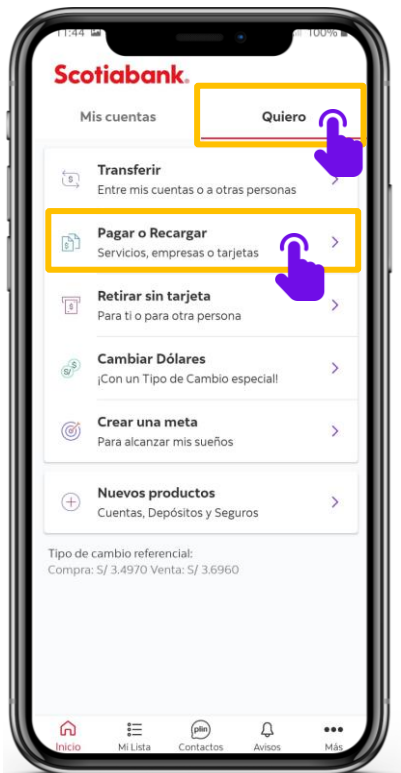 11:44 100%
Scotiabank.
Mis cuentas Quiero
Transferir
Entre mis cuentas o a otras personas
Pagar o Recargar
Servicios, empresas o tarjetas
Retirar sin tarjeta
Para ti o para otra persona
Cambiar Dólares
¡Con un Tipo de Cambio especial!
Crear una meta
Para alcanzar mis sueños
Nuevos productos
Cuentas, Depósitos y Seguros
Tipo de cambio referencial:
Compra: S/ 3.4970 Venta: S/ 3.6960
plin
Inicio Mi Lista Contactos Avisos Más